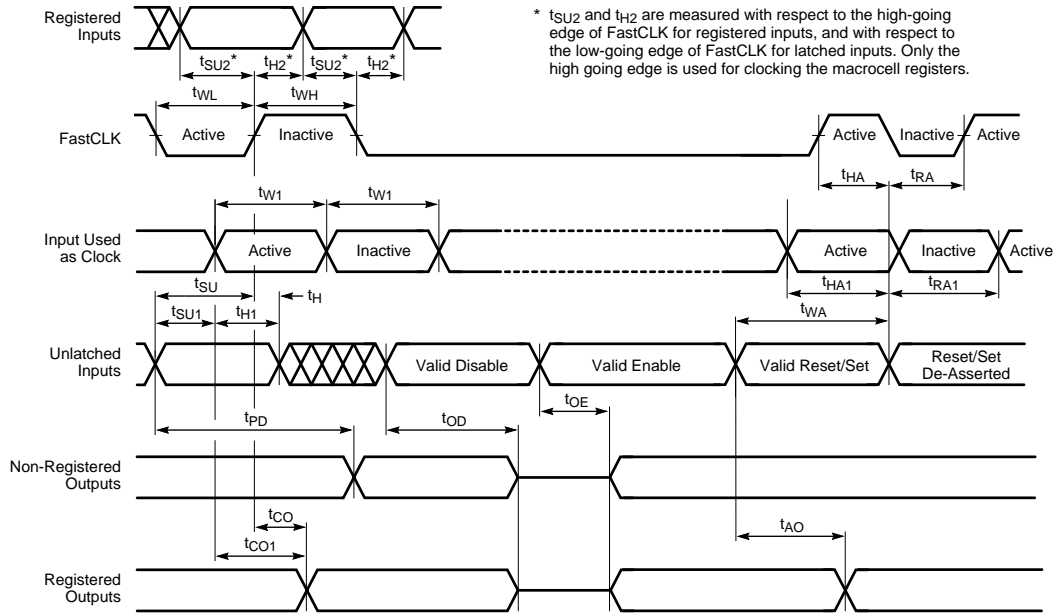 Registered
Inputs
* tSU2 and tH2 are measured with respect to the high-going
edge of FastCLK for registered inputs, and with respect to
the low-going edge of FastCLK for latched inputs. Only the
high going edge is used for clocking the macrocell registers.
tSU2* tH2* tSU2* tH2*
tWL tWH
FastCLK
Active Inactive Active Inactive Active
tHA tRA
tW1 tW1
Input Used
as Clock
Active Inactive Active Inactive Active
tSU tH tHA1 tRA1
tSU1 tH1 tWA
Unlatched
Inputs
Valid Disable Valid Enable Valid Reset/Set Reset/Set
De-Asserted
tPD tOD tOE
Non-Registered
Outputs
tCO tAO
tCO1
Registered
Outputs